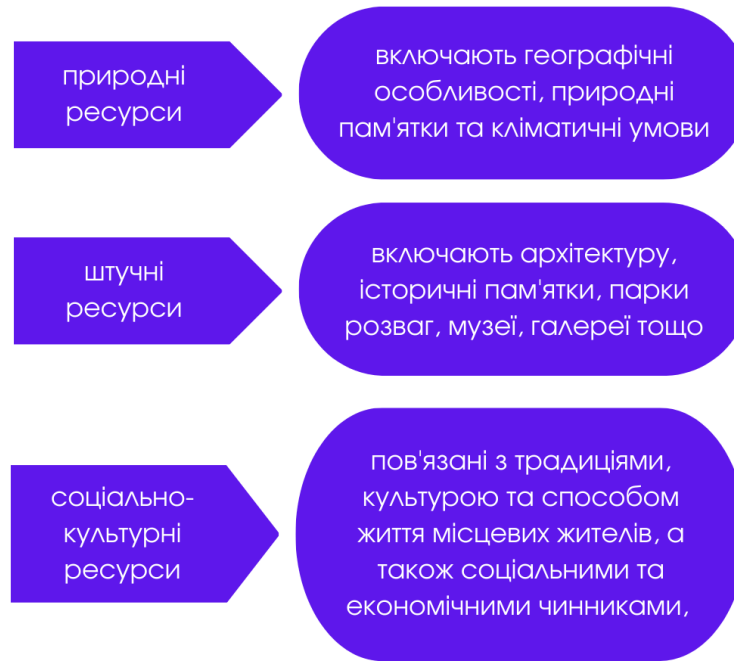 природні
ресурси
включають географічні
особливості, природні
пам'ятки та кліматичні умови
штучні
ресурси
включають архітектуру,
історичні пам'ятки, парки
розваг, музеї, галереї тощо
соціально-
культурні
ресурси
пов'язані з традиціями,
культурою та способом
життя місцевих жителів, а
також соціальними та
економічними чинниками,